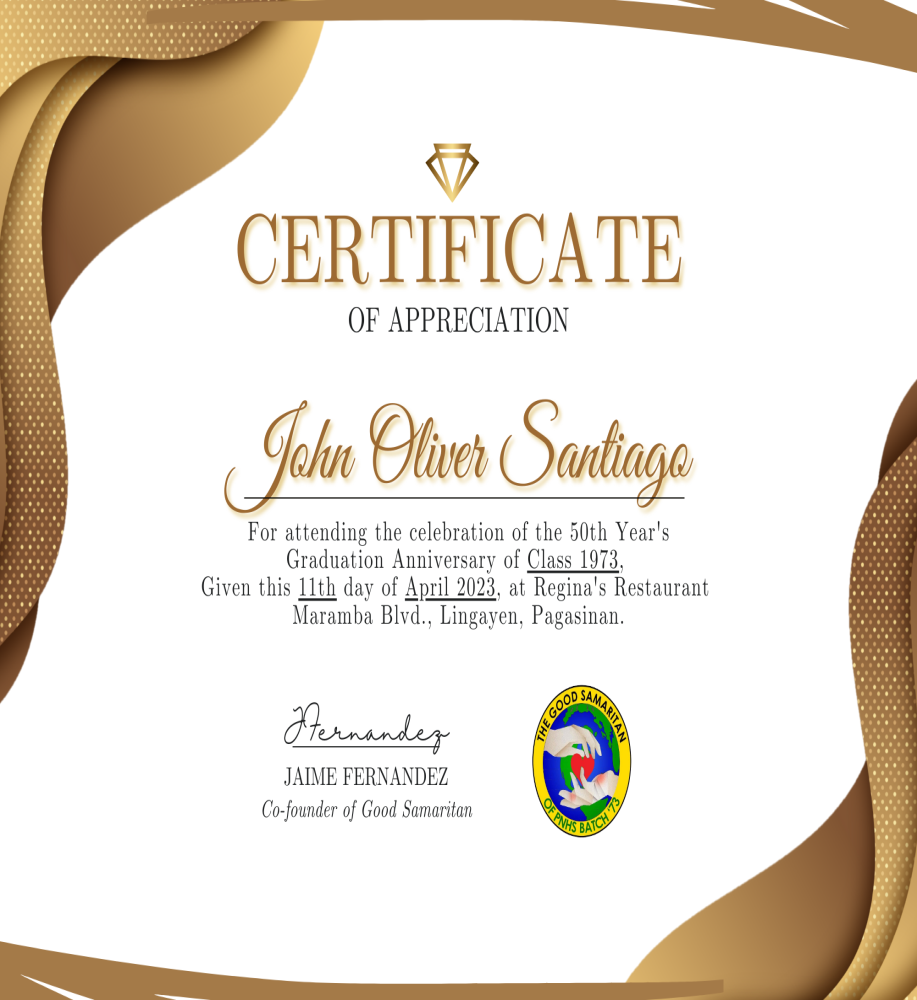 CERTIFICATE
OF APPRECIATION
John Oliver Santiago
For attending the celebration of the 50th Year's
Graduation Anniversary of Class 1973,
Given this 11th day of April 2023, at Regina's Restaurant
Maramba Blvd., Lingayen, Pagasinan.
JFernandez
JAIME FERNANDEZ
Co-founder of Good Samaritan
THE GOOD SAMARITAN
OF PNHS BATCH '73